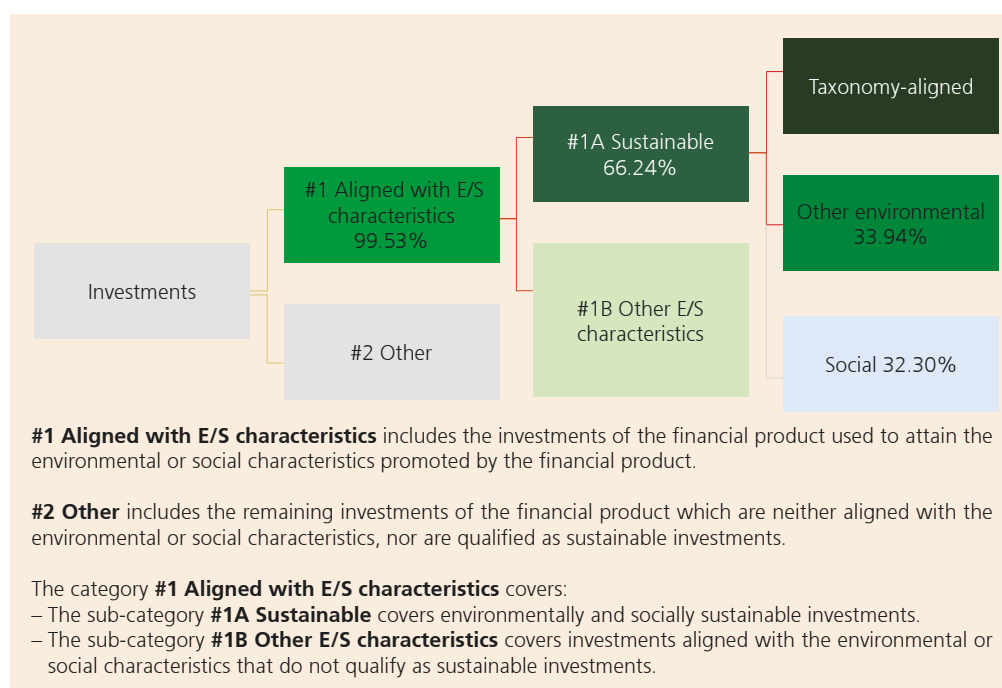 Taxonomy-aligned
#1A Sustainable
66.24%
#1 Aligned with E/S
characteristics
99.53%
Other environmental
33.94%
Investments
#1B Other E/S
characteristics
#2 Other
Social 32.30%
#1 Aligned with E/S characteristics includes the investments of the financial product used to attain the
environmental or social characteristics promoted by the financial product.
#2 Other includes the remaining investments of the financial product which are neither aligned with the
environmental or social characteristics, nor are qualified as sustainable investments.
The category #1 Aligned with E/S characteristics covers:
– The sub-category #1A Sustainable covers environmentally and socially sustainable investments.
– The sub-category #1B Other E/S characteristics covers investments aligned with the environmental or
social characteristics that do not qualify as sustainable investments.